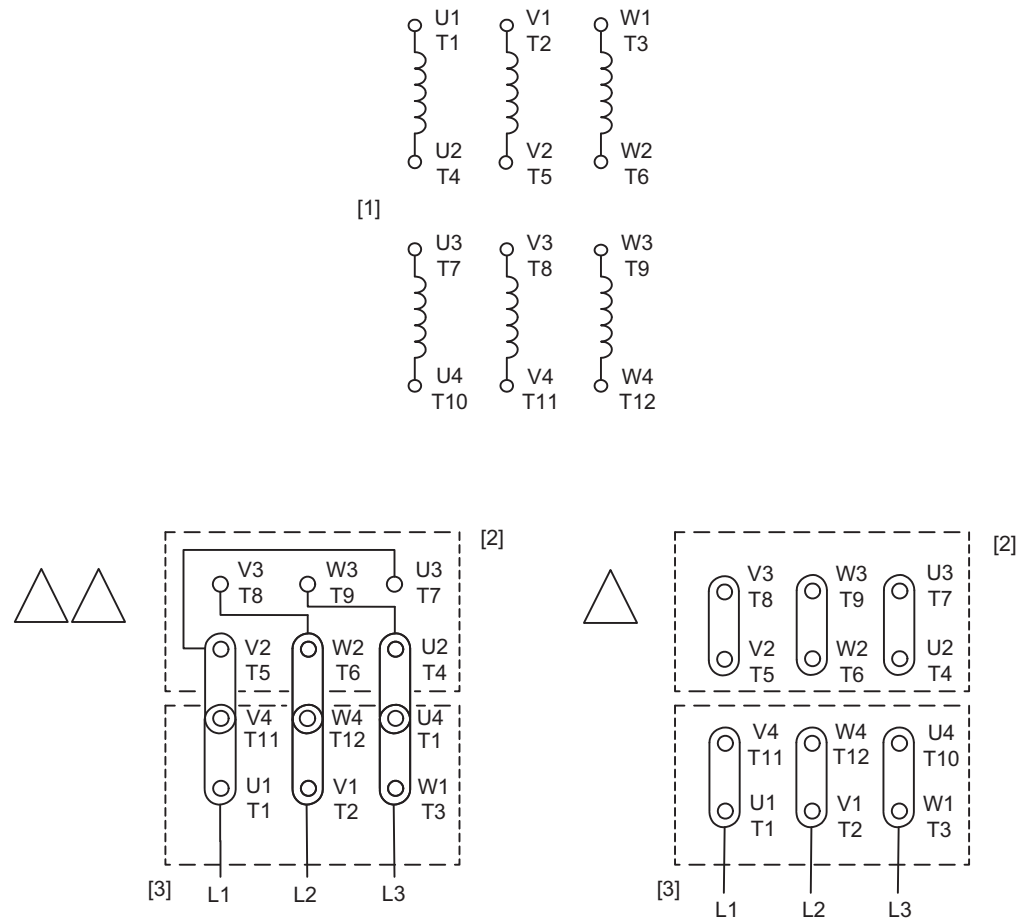 U1 V1 W1
T1 T2 T3
U2 V2 W2
T4 T5 T6
[1]
U3 V3 W3
T7 T8 T9
U4 V4 W4
T10 T11 T12
[2]
V3 W3 U3
T8 T9 T7
V2 W2 U2
T5 T6 T4
V4 W4 U4
T11 T12 T1
U1 V1 W1
T1 T2 T3
[3] L1 L2 L3
[2]
V3 W3 U3
T8 T9 T7
V2 W2 U2
T5 T6 T4
V4 W4 U4
T11 T12 T10
U1 V1 W1
T1 T2 T3
[3] L1 L2 L3